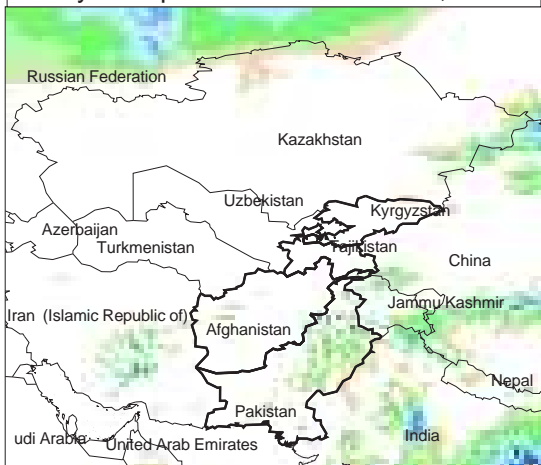 Russian Federation
Kazakhstan
Uzbekistan
Kyrgyzstan
Azerbaijan
Turkmenistan
Tajikistan
China
Jammu Kashmir
Iran (Islamic Republic of)
Afghanistan
Nepal
Pakistan
udi Arabia
United Arab Emirates
India